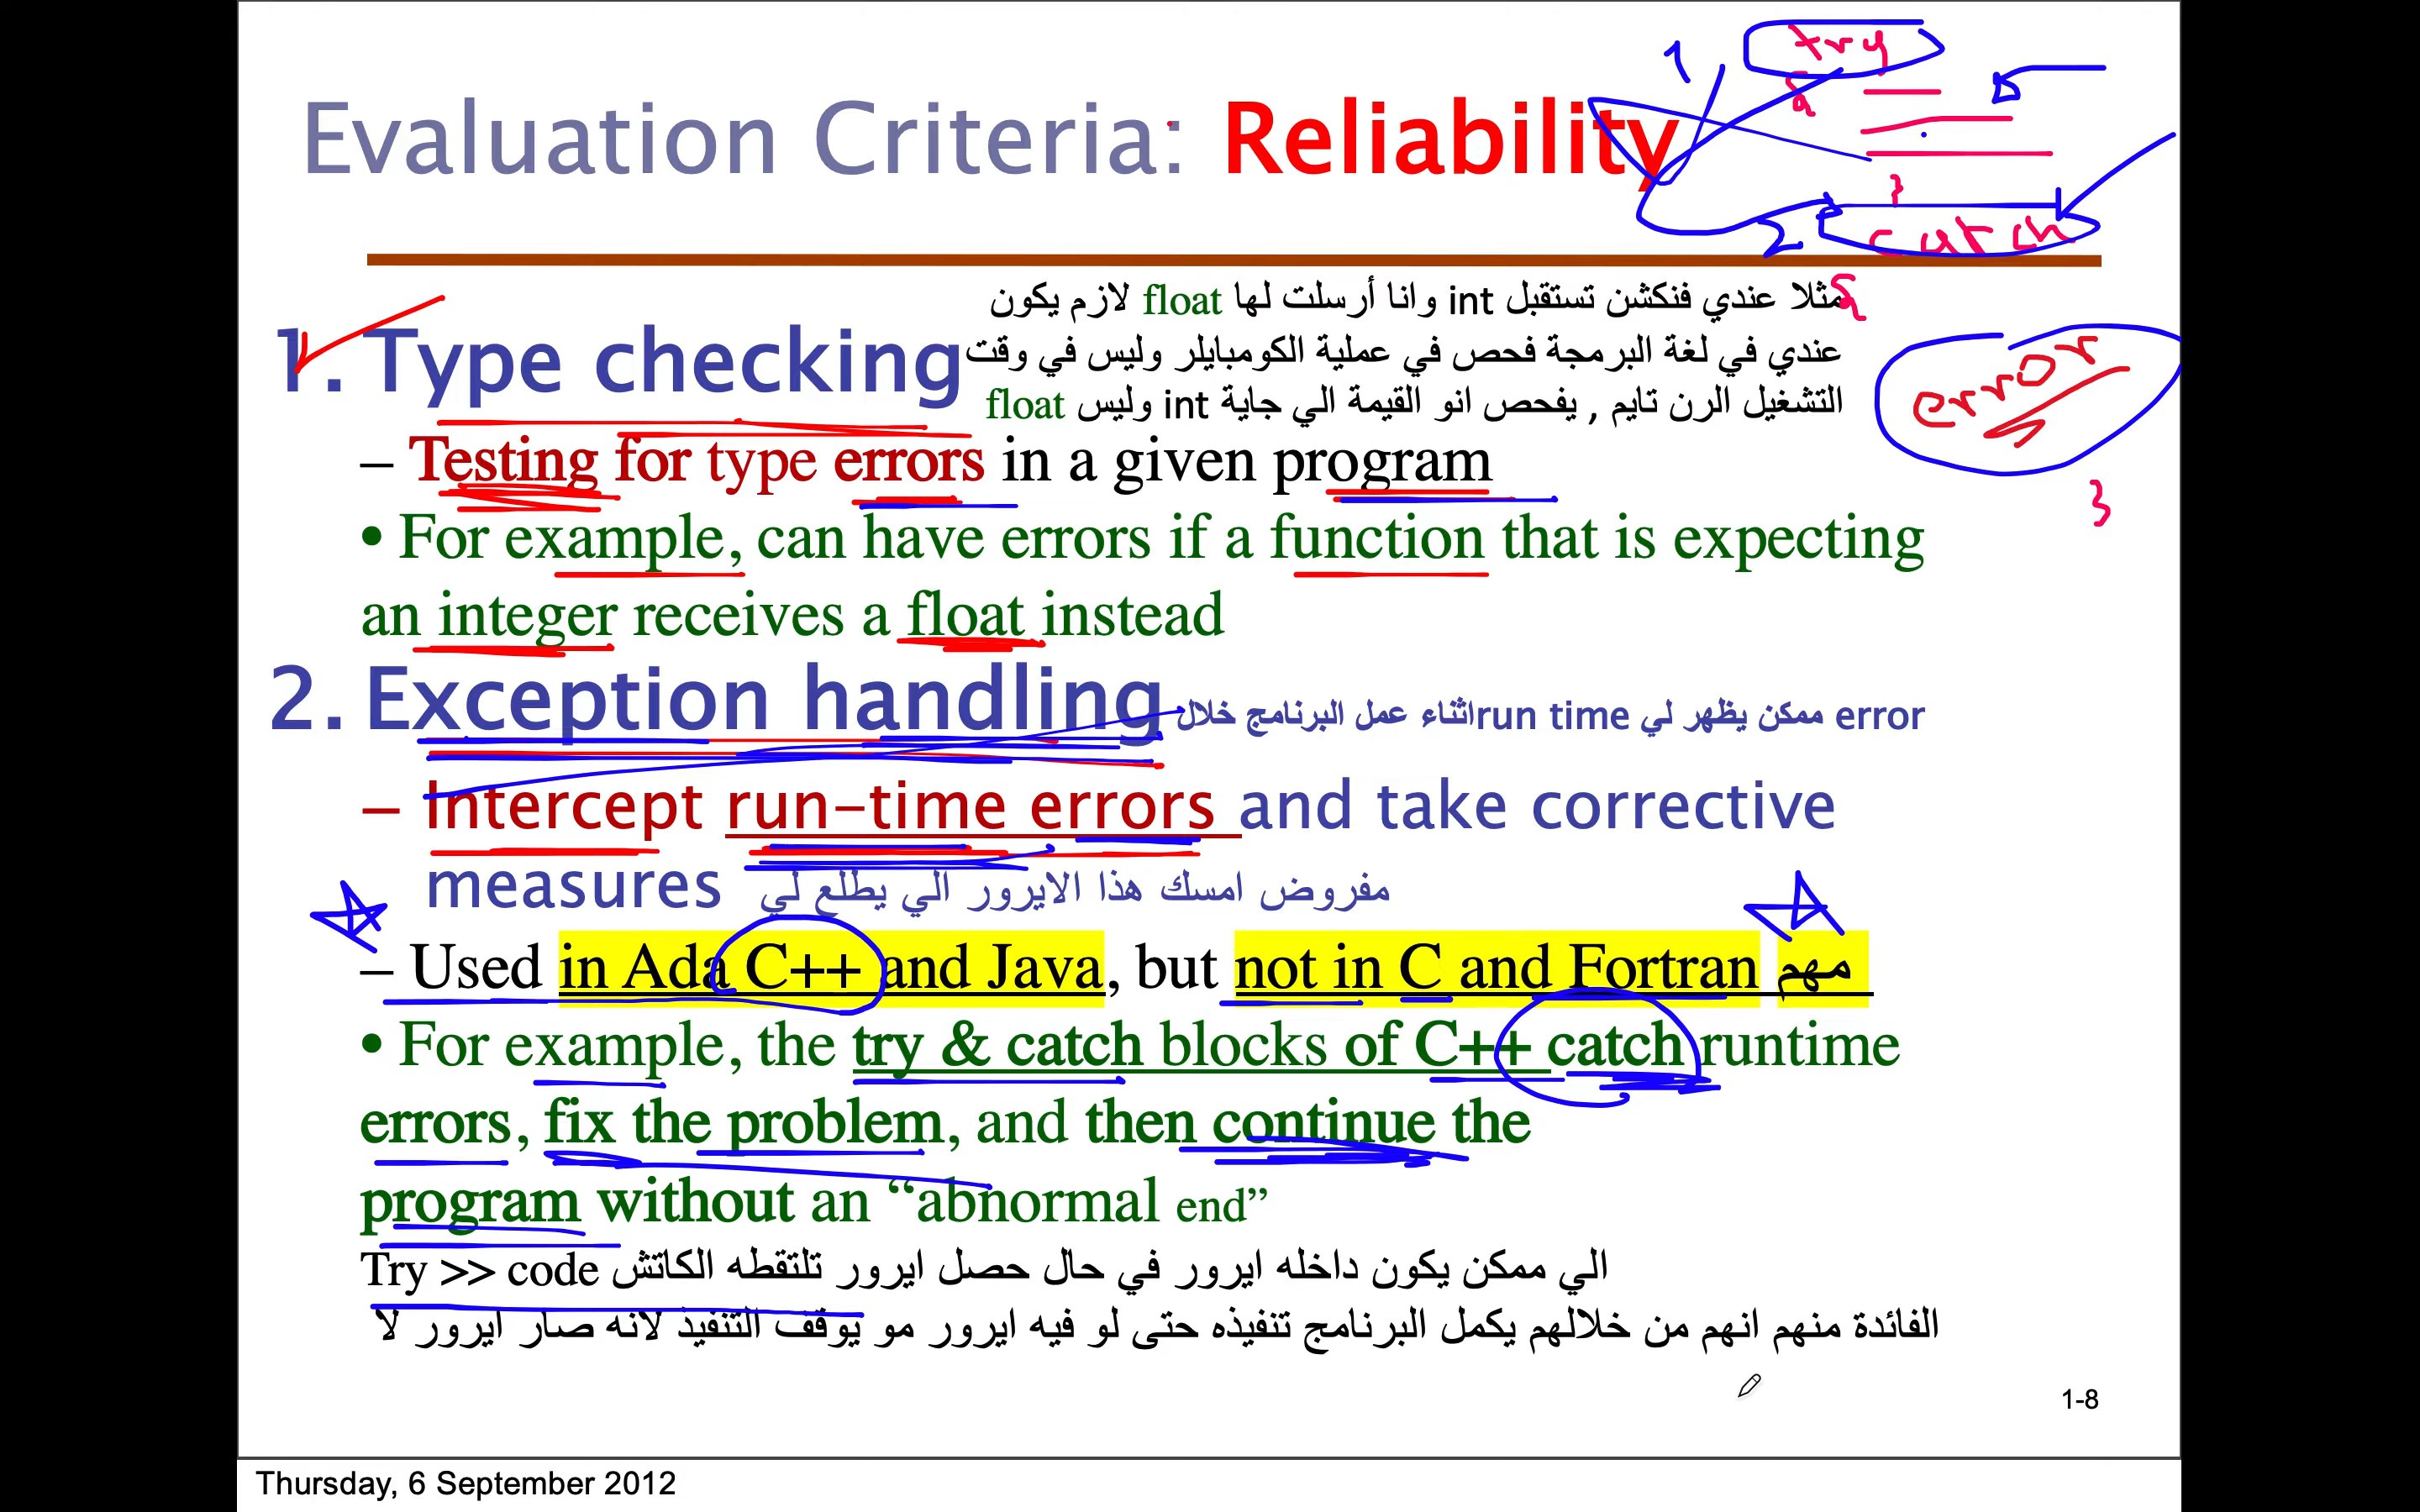 try
{
}
catch
{
error
}
1
2
Evaluation Criteria: Reliability
مثلا عندي فنكشن تستقبل int وانا أرسلت لها float لازم يكون
عندي في لغة البرمجة فحص في عملية الكومبايلر وليس في وقت
التشغيل الرن تايم , يفحص انو القيمة الي جاية int وليس float
1. Type checking
– Testing for type errors in a given program
• For example, can have errors if a function that is expecting
an integer receives a float instead
2. Exception handling اثناء عمل البرنامج خلالrun time ممكن يظهر لي error
– Intercept run-time errors and take corrective
measures مفروض امسك هذا الايرور الي يطلع لي
– Used in Ada C++ and Java, but not in C and Fortran مهم
• For example, the try & catch blocks of C++ catch runtime
errors, fix the problem, and then continue the
program without an “abnormal end”
Try >> code الي ممكن يكون داخله ايرور في حال حصل ايرور تلتقطه الكاتش
الفائدة منهم انهم من خلالهم يكمل البرنامج تنفيذه حتى لو فيه ايرور مو يوقف التنفيذ لانه صار ايرور لا
1-8
Thursday, 6 September 2012